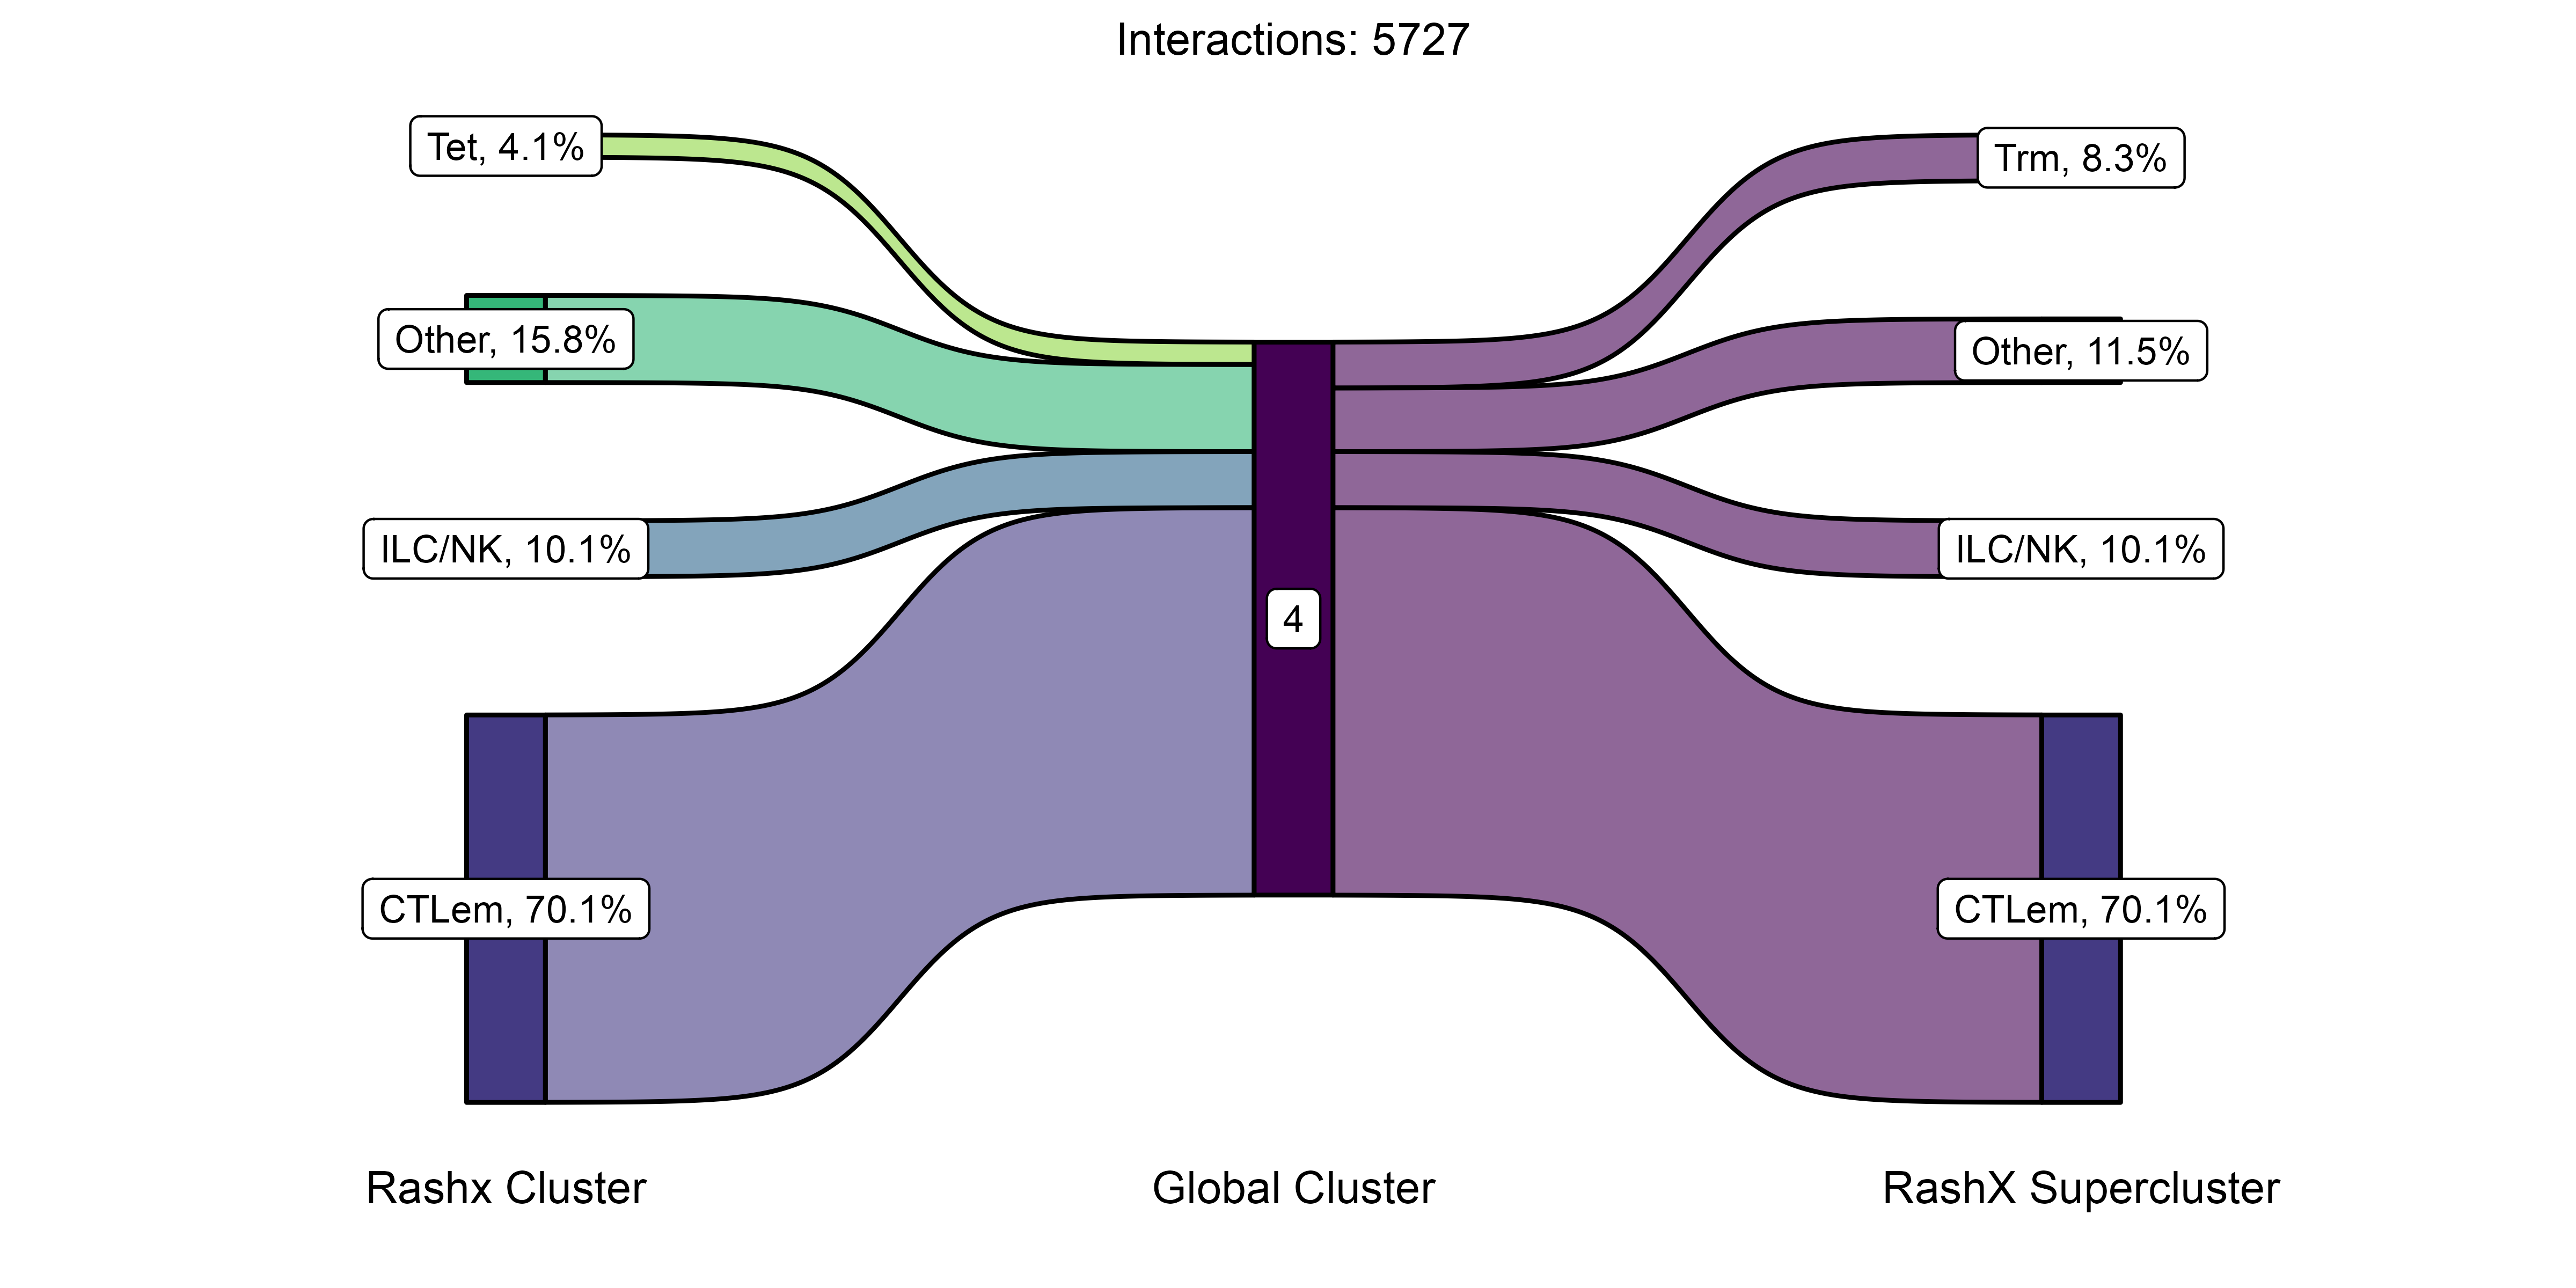 Interactions: 5727
Tet, 4.1%
Trm, 8.3%
Other, 15.8%
Other, 11.5%
ILC/NK, 10.1%
ILC/NK, 10.1%
4
CTLem, 70.1%
CTLem, 70.1%
Rashx Cluster
Global Cluster
RashX Supercluster